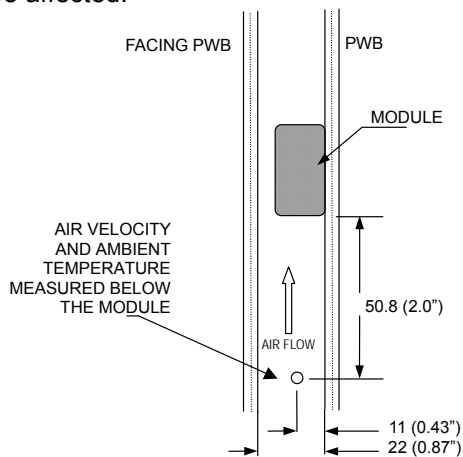 FACING PWB
PWB
MODULE
AIR VELOCITY
AND AMBIENT
TEMPERATURE
MEASURED BELOW
THE MODULE
50.8 (2.0”)
AIR FLOW
11 (0.43”)
22 (0.87”)